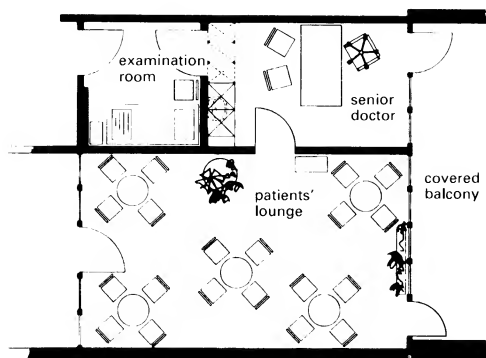 examination
room
senior
doctor
patients'
lounge
covered
balcony